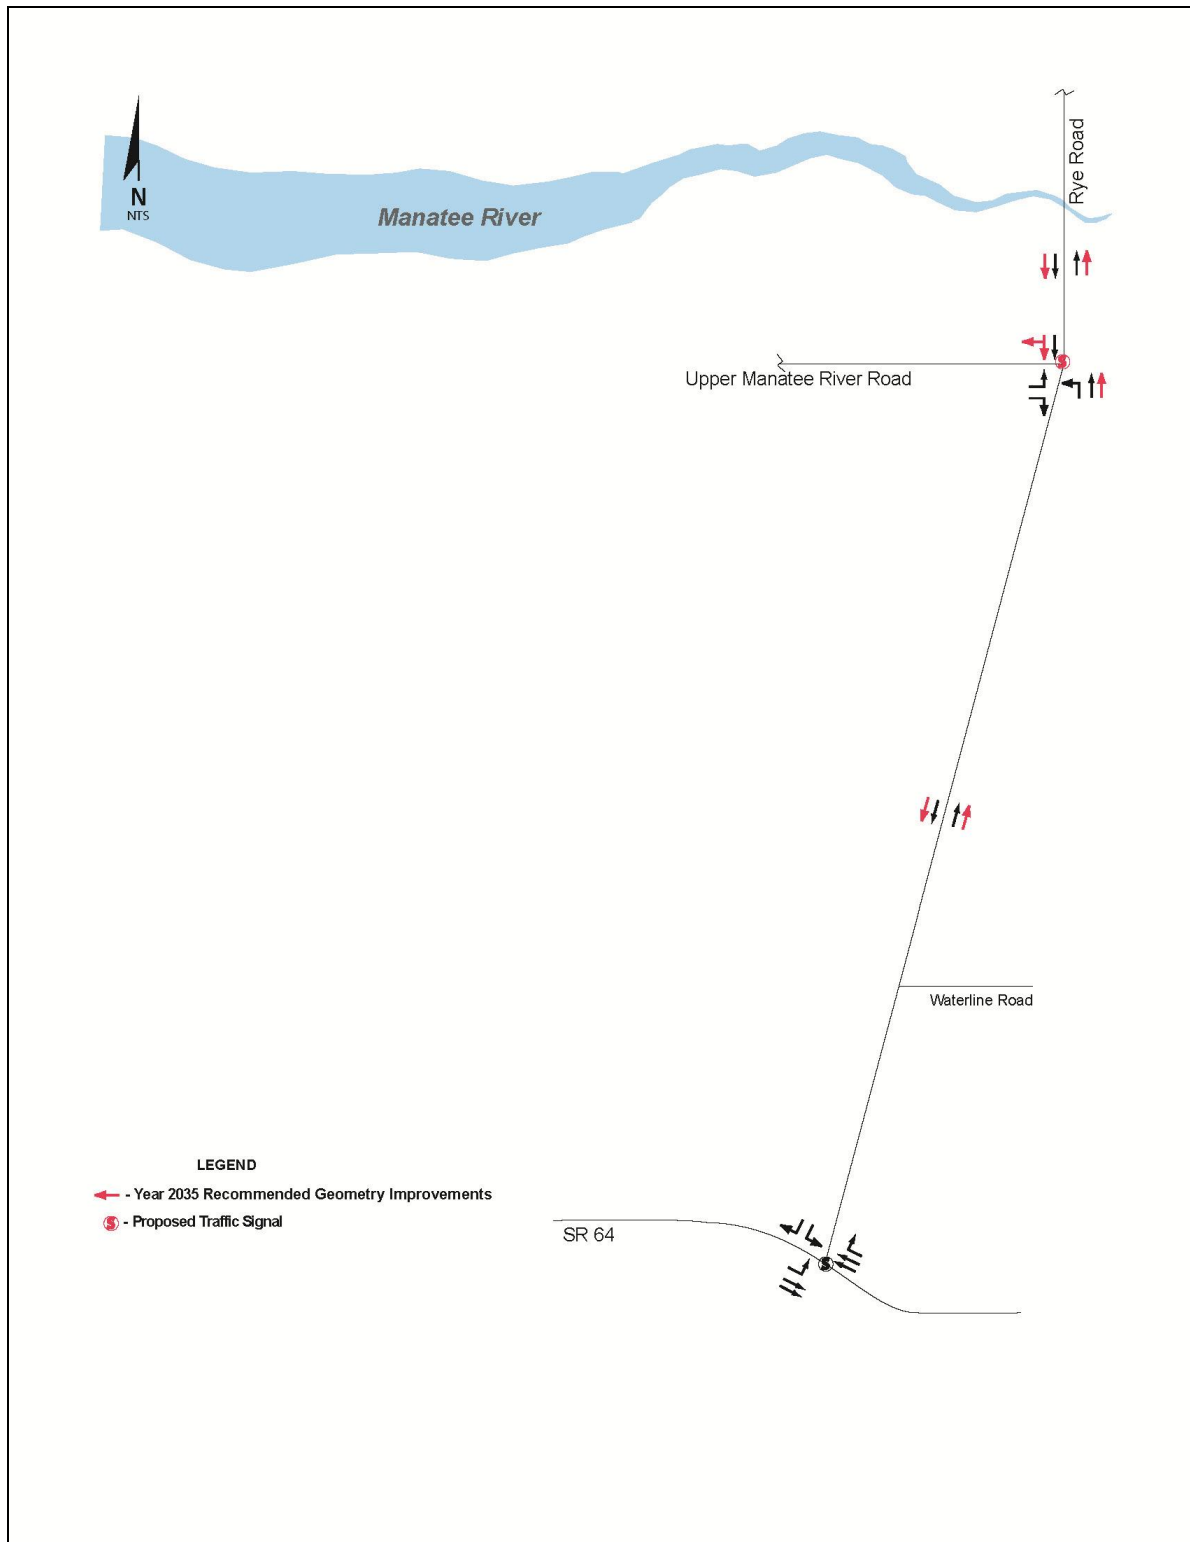 Rye Road
N
NTS
Manatee River
S
Upper Manatee River Road
Waterline Road
LEGEND
- Year 2035 Recommended Geometry Improvements
S - Proposed Traffic Signal
SR 64
S